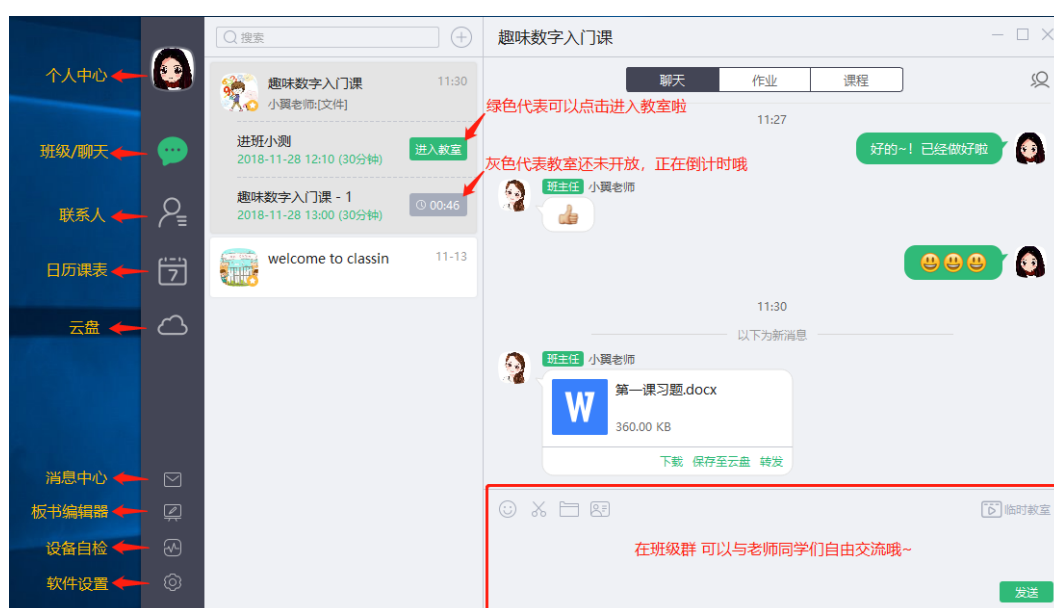 个人中心
班级/聊天
联系人
日历课表
7
云盘
消息中心
板书编辑器
设备自检
软件设置
搜索
趣味数字入门课 11:30
小翼老师:[文件]
进班小测
2018-11-28 12:10 (30分钟)
进入教室
趣味数字入门课 - 1
2018-11-28 13:00 (30分钟)
00:46
welcome to classin 11-13
趣味数字入门课
聊天 作业 课程
绿色代表可以点击进入教室啦
11:27
好的~！已经做好啦
灰色代表教室还未开放，正在倒计时哦
班主任 小翼老师
11:30
以下为新消息
班主任 小翼老师
W
第一课习题.docx
360.00 KB
下载 保存至云盘 转发
临时教室
在班级群 可以与老师同学们自由交流哦~
发送